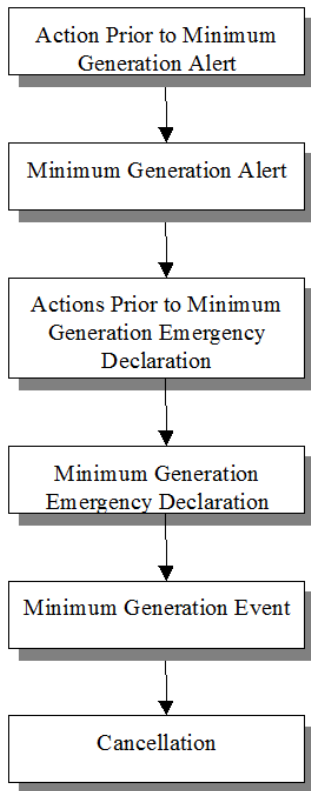 Action Prior to Minimum
Generation Alert
Minimum Generation Alert
Actions Prior to Minimum
Generation Emergency
Declaration
Minimum Generation
Emergency Declaration
Minimum Generation Event
Cancellation